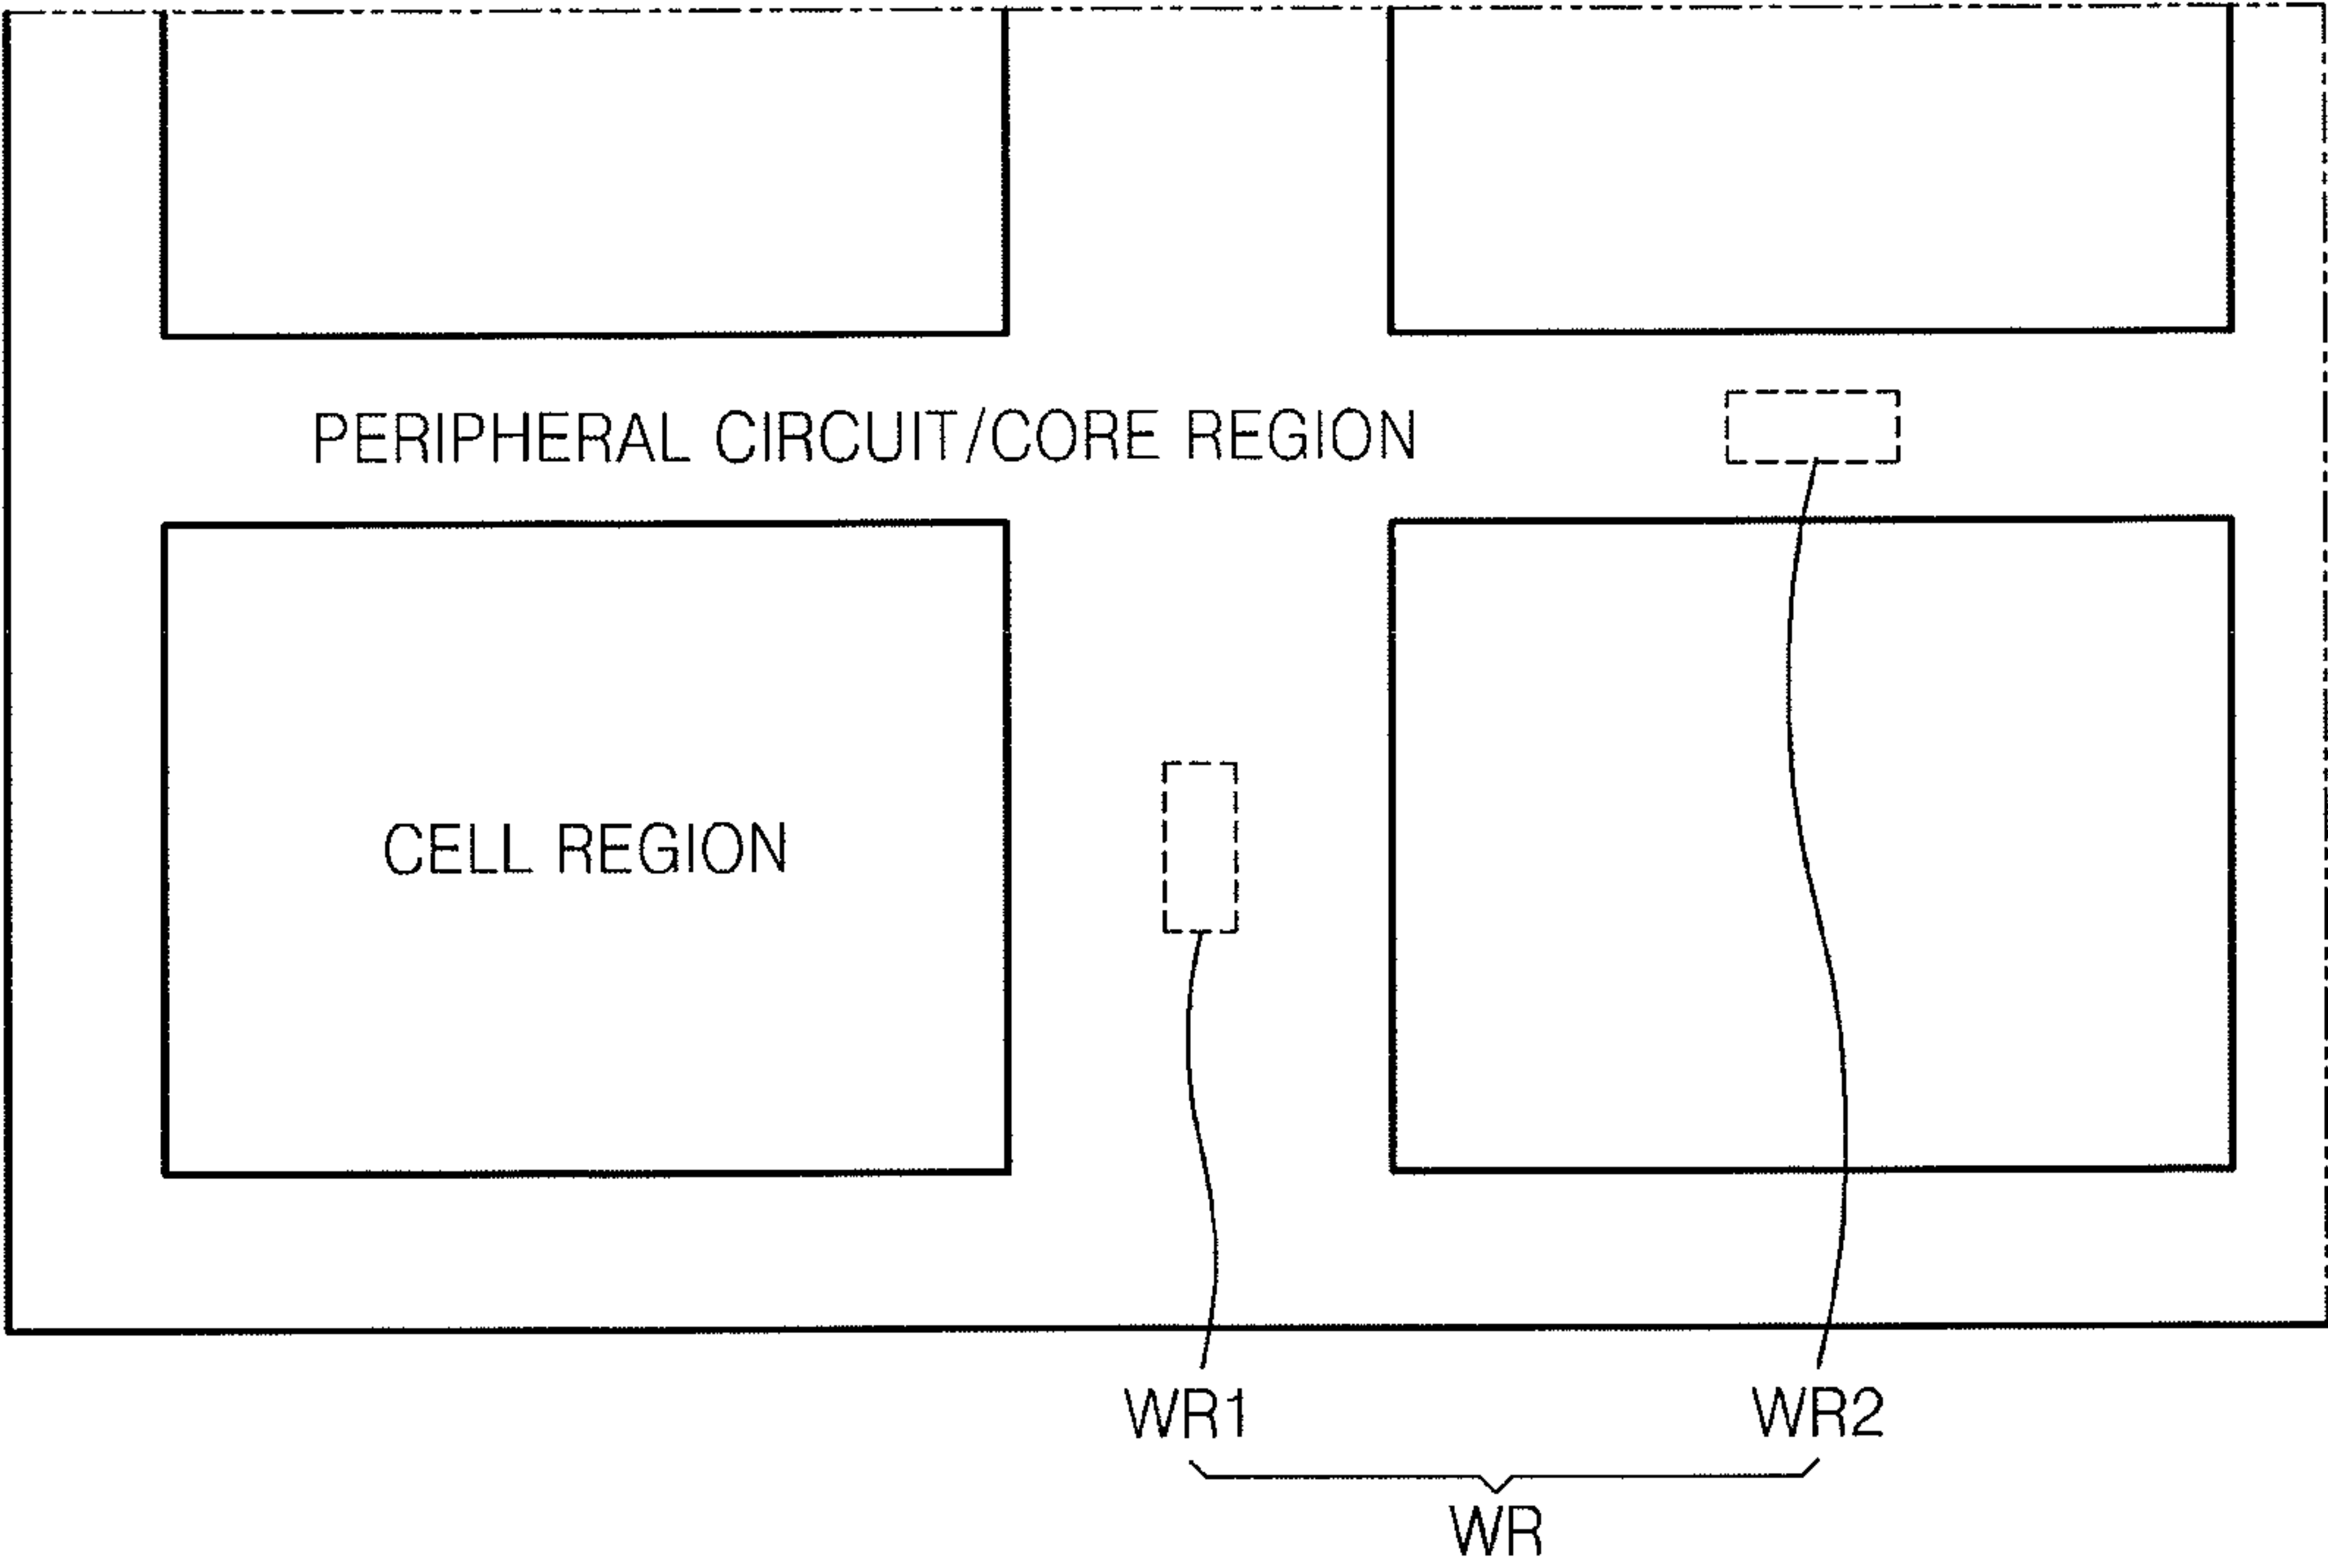 PERIPHERAL CIRCUIT/CORE REGION
CELL REGION
WR1
WR2
WR